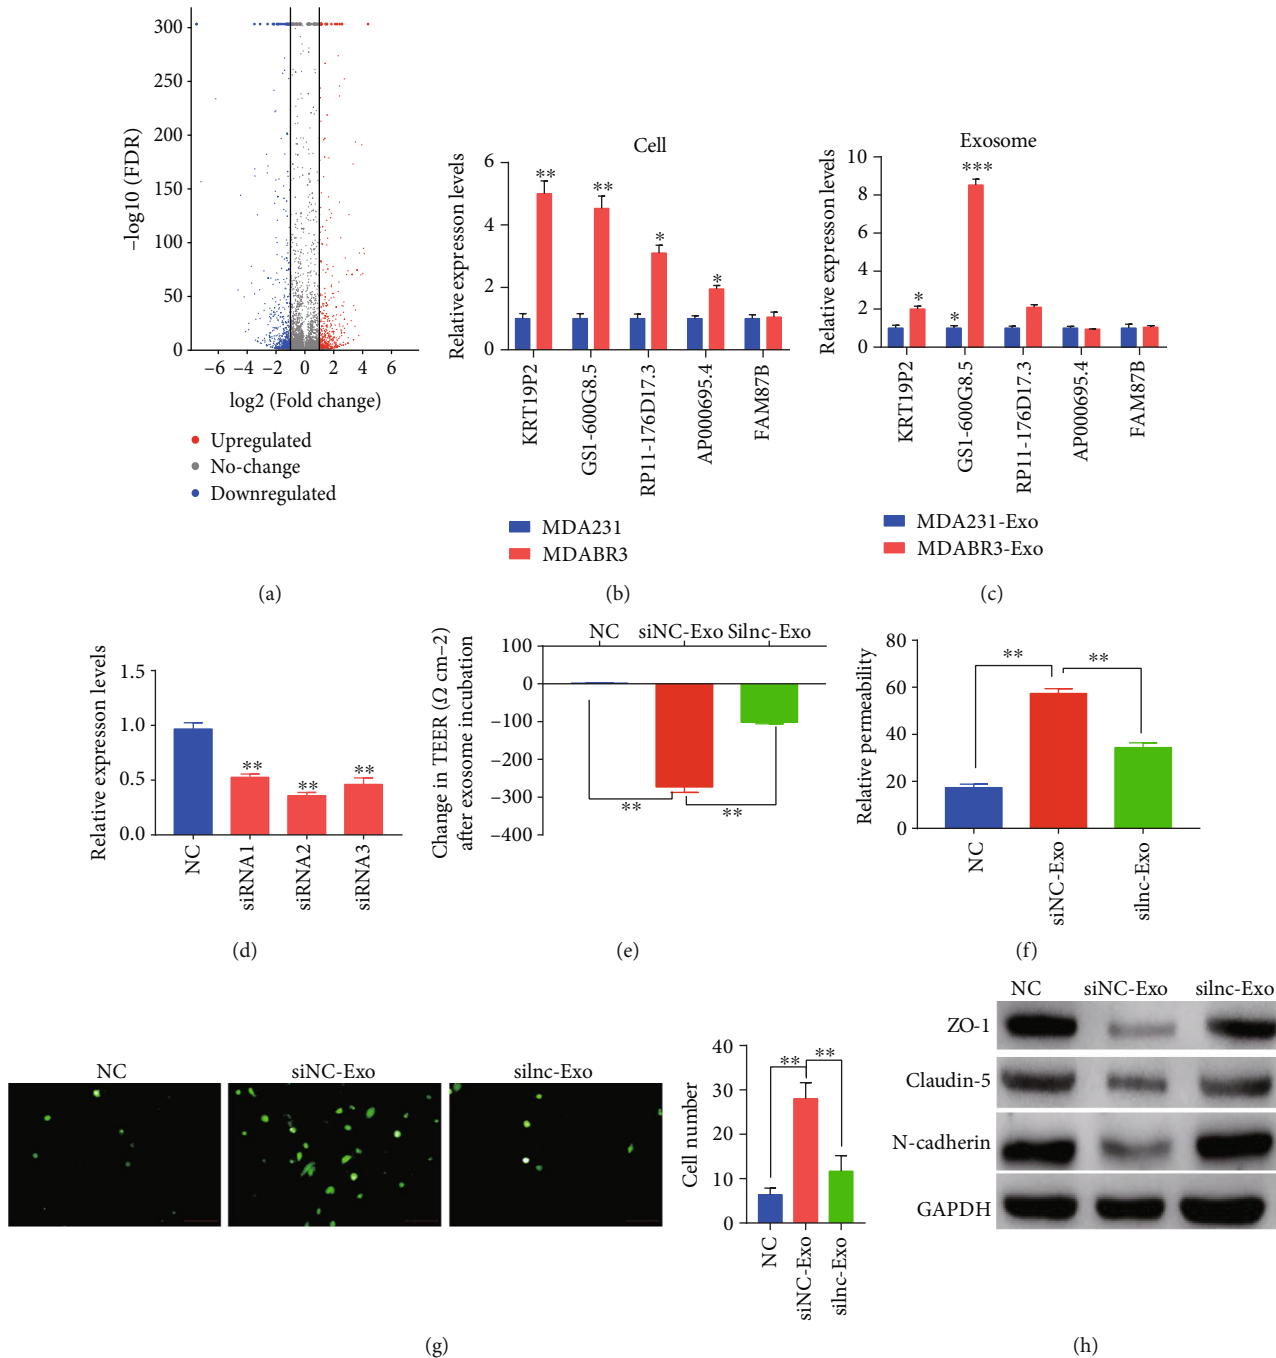 300
250
200
150
100
50
0
−log10 (FDR)
−6 −4 −2 0 2 4 6
log2 (Fold change)
Upregulated
No-change
Downregulated
(a)
Cell
Relative expresson levels
6
4
2
0
** ** * *
KRT19P2
GS1-600G8.5
RP11-176D17.3
AP000695.4
FAM87B
MDA231
MDABR3
(b)
Exosome
Relative expresson levels
10
8
6
4
2
0
* * ***
KRT19P2
GS1-600G8.5
RP11-176D17.3
AP000695.4
FAM87B
MDA231-Exo
MDABR3-Exo
(c)
Relative expresson levels
1.5
1.0
0.5
0.0
** ** **
NC
siRNA1
siRNA2
siRNA3
(d)
NC siNC-Exo Silnc-Exo
Change in TEER (Ω cm−2)
after exosome incubation
100
0
−100
−200
−300
−400
** **
(e)
Relative permeability
80
60
40
20
0
** **
NC
siNC-Exo
silnc-Exo
(f)
NC siNC-Exo silnc-Exo
Cell number
40
30
20
10
0
** **
NC
siNC-Exo
silnc-Exo
(g)
NC siNC-Exo silnc-Exo
ZO-1
Claudin-5
N-cadherin
GAPDH
(h)